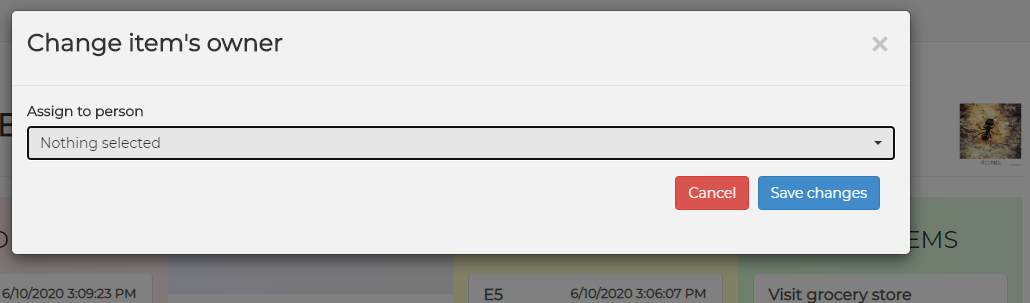 Change item's owner
×
Assign to person
Nothing selected
Cancel
Save changes
EMS
6/10/2020 3:09:23 PM
E5
6/10/2020 3:06:07 PM
Visit grocery store